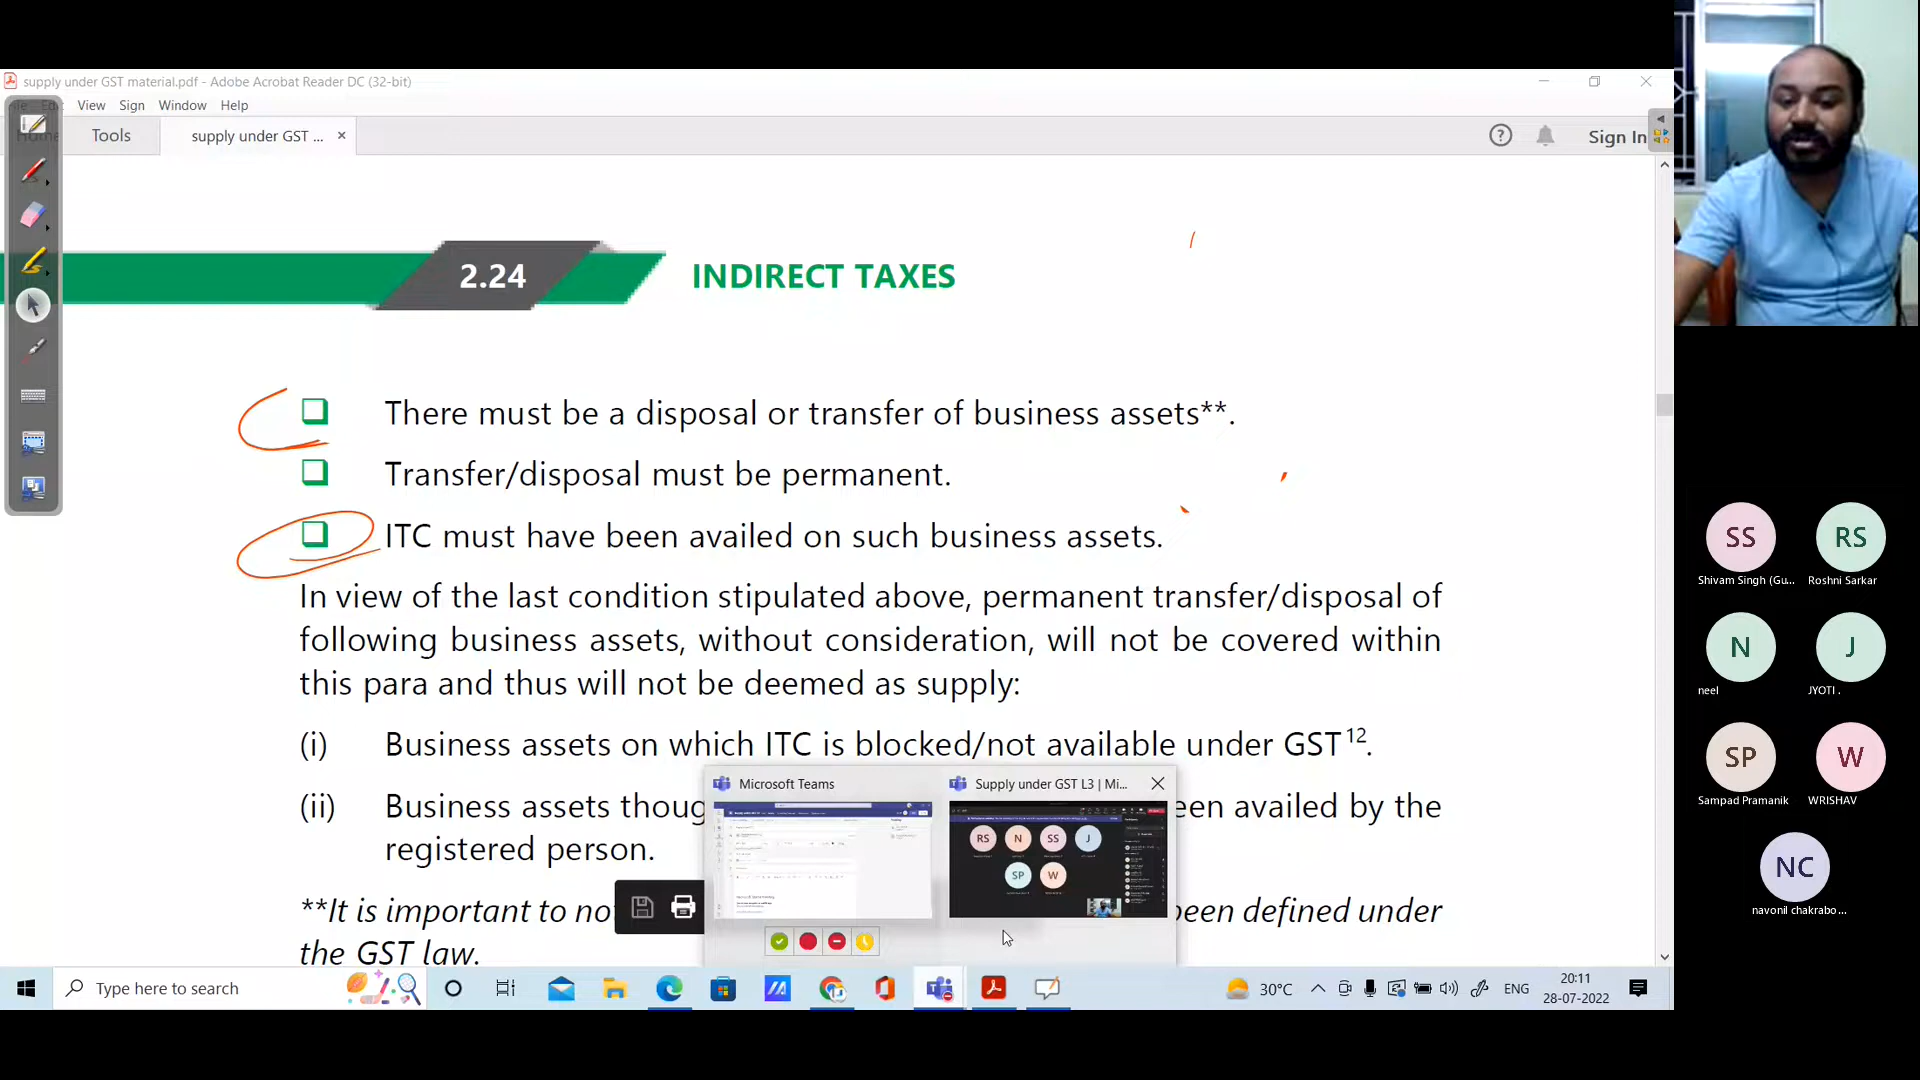 supply under GST material.pdf - Adobe Acrobat Reader DC (32-bit)
View Sign Window Help
Tools
supply under GST ...
Sign In
2.24
INDIRECT TAXES
There must be a disposal or transfer of business assets**.
Transfer/disposal must be permanent.
ITC must have been availed on such business assets.
In view of the last condition stipulated above, permanent transfer/disposal of
following business assets, without consideration, will not be covered within
this para and thus will not be deemed as supply:
(i) Business assets on which ITC is blocked/not available under GST12.
(ii) Business assets though
een availed by the
registered person.
**It is important to no
been defined under
the GST law.
Microsoft Teams
Supply under GST L3 | Mi...
RS N SS J
SP W
Type here to search
30°C
ENG
20:11
28-07-2022
SS RS
Shivam Singh (Gu... Roshni Sarkar
N J
neel JYOTI .
SP W
Sampad Pramanik WRISHAV
NC
navonil chakrabo...